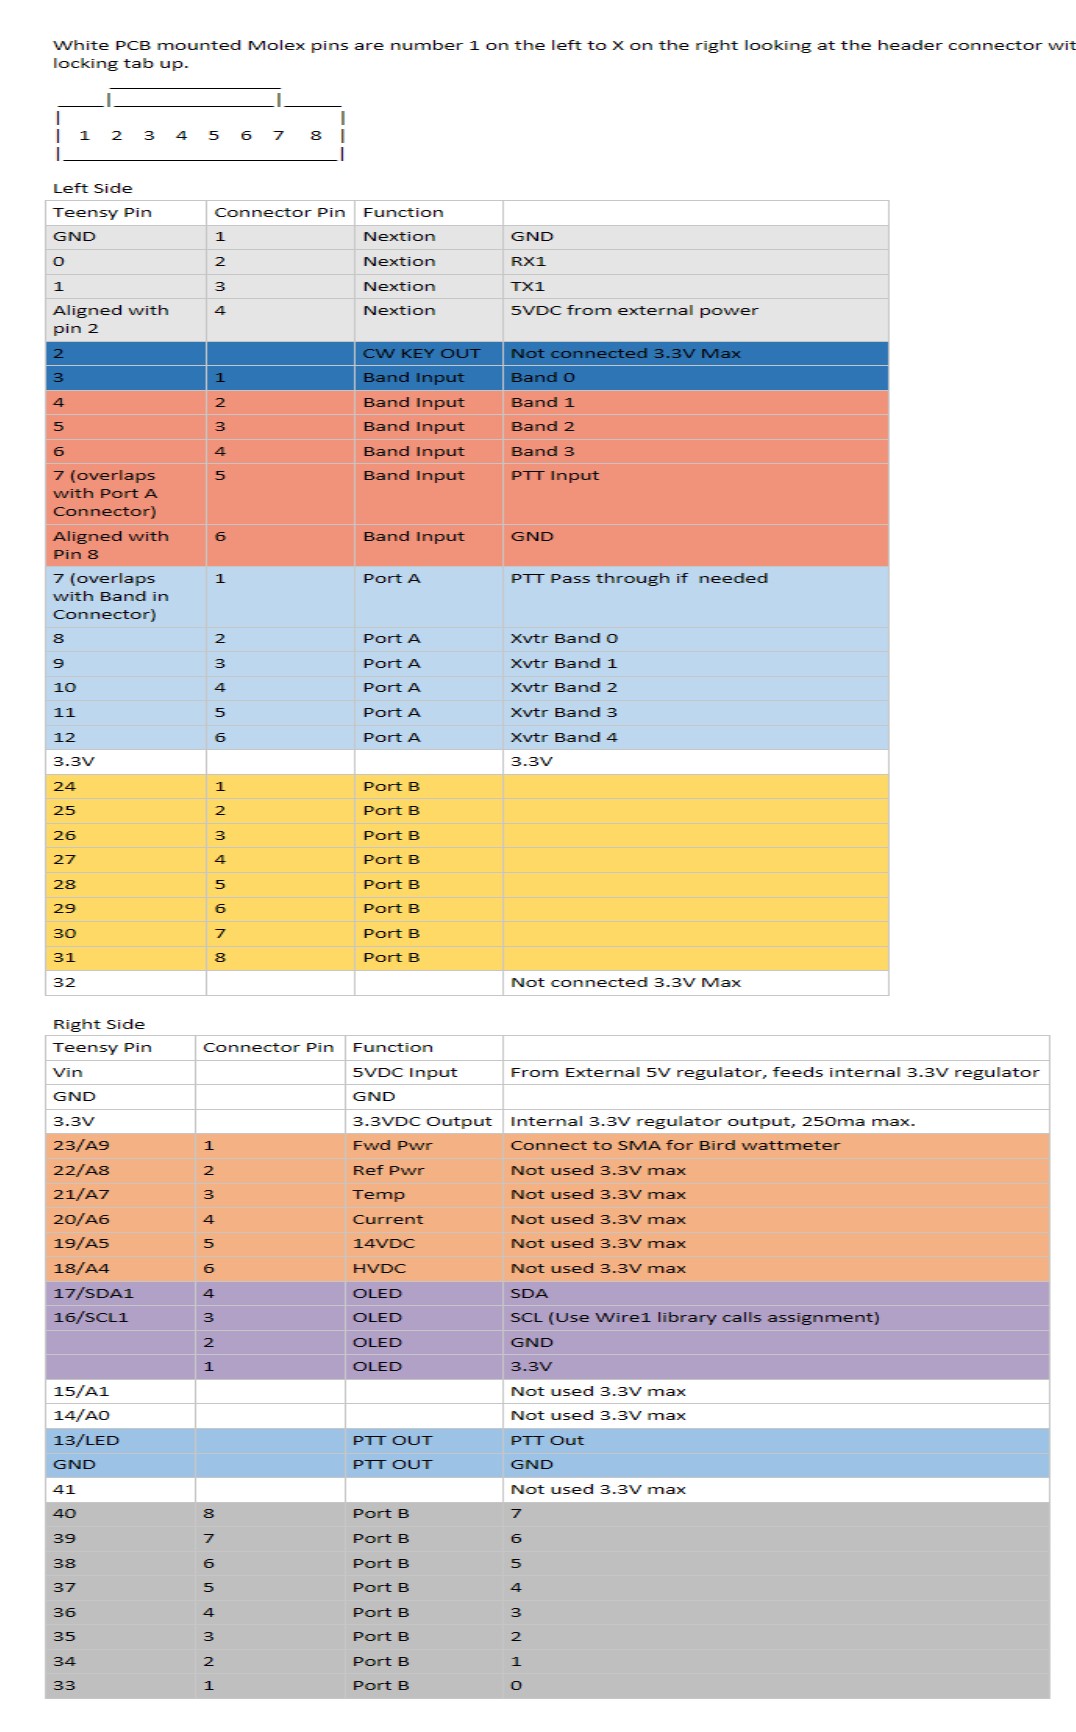 White PCB mounted Molex pins are number 1 on the left to X on the right looking at the header connector wit
locking tab up.
1 2 3 4 5 6 7 8
Left Side
Teensy Pin Connector Pin Function
GND 1 Nextion GND
0 2 Nextion RX1
1 3 Nextion TX1
Aligned with 4 Nextion 5VDC from external power
pin 2
2 CW KEY OUT Not connected 3.3V Max
3 1 Band Input Band 0
4 2 Band Input Band 1
5 3 Band Input Band 2
6 4 Band Input Band 3
7 (overlaps 5 Band Input PTT Input
with Port A
Connector)
Aligned with 6 Band Input GND
Pin 8
7 (overlaps 1 Port A PTT Pass through if needed
with Band in
Connector)
8 2 Port A Xvtr Band 0
9 3 Port A Xvtr Band 1
10 4 Port A Xvtr Band 2
11 5 Port A Xvtr Band 3
12 6 Port A Xvtr Band 4
3.3V 3.3V
24 1 Port B
25 2 Port B
26 3 Port B
27 4 Port B
28 5 Port B
29 6 Port B
30 7 Port B
31 8 Port B
32 Not connected 3.3V Max
Right Side
Teensy Pin Connector Pin Function
Vin 5VDC Input From External 5V regulator, feeds internal 3.3V regulator
GND GND
3.3V 3.3VDC Output Internal 3.3V regulator output, 250ma max.
23/A9 1 Fwd Pwr Connect to SMA for Bird wattmeter
22/A8 2 Ref Pwr Not used 3.3V max
21/A7 3 Temp Not used 3.3V max
20/A6 4 Current Not used 3.3V max
19/A5 5 14VDC Not used 3.3V max
18/A4 6 HVDC Not used 3.3V max
17/SDA1 4 OLED SDA
16/SCL1 3 OLED SCL (Use Wire1 library calls assignment)
2 OLED GND
1 OLED 3.3V
15/A1 Not used 3.3V max
14/A0 Not used 3.3V max
13/LED PTT OUT PTT Out
GND PTT OUT GND
41 Not used 3.3V max
40 8 Port B 7
39 7 Port B 6
38 6 Port B 5
37 5 Port B 4
36 4 Port B 3
35 3 Port B 2
34 2 Port B 1
33 1 Port B 0